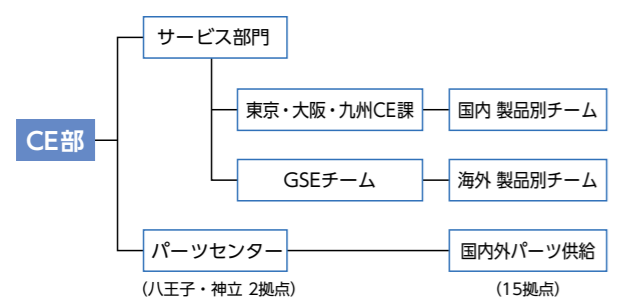 サービス部門
東京・大阪・九州CE課
国内 製品別チーム
CE部
GSEチーム
海外 製品別チーム
パーツセンター
国内外パーツ供給
(八王子・神立 2拠点)
(15拠点)